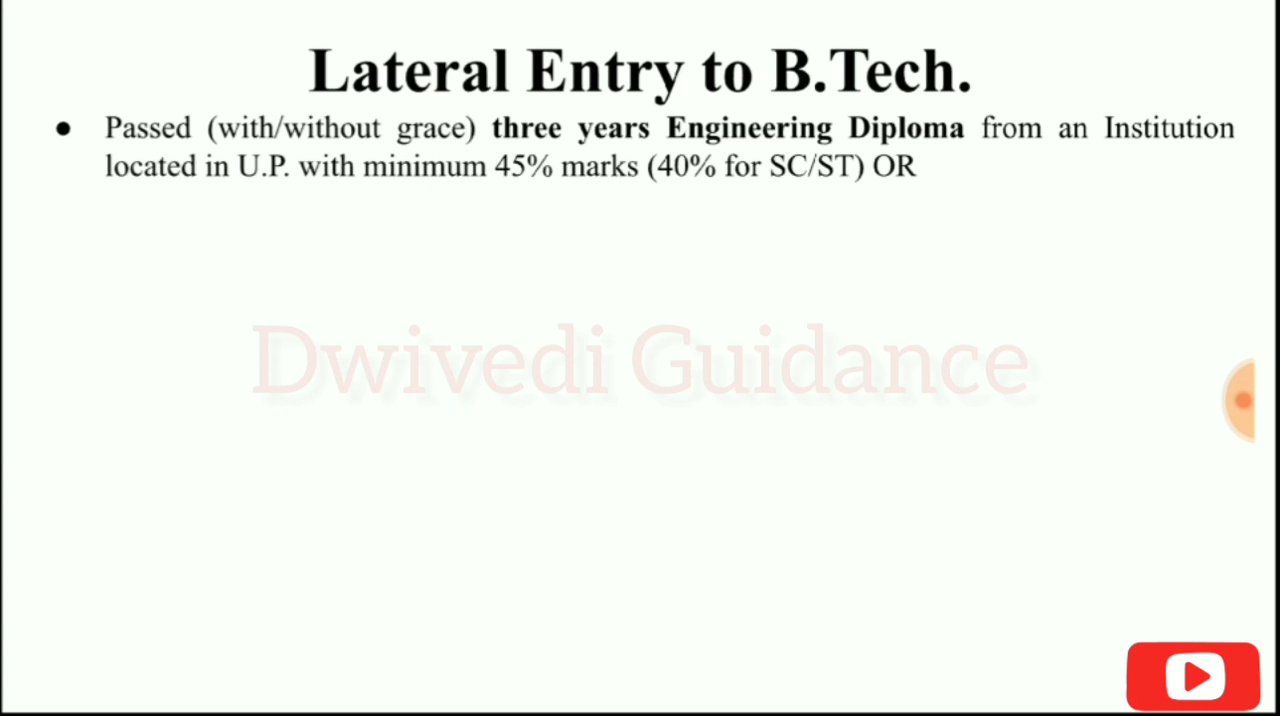 Lateral Entry to B.Tech.
● Passed (with/without grace) three years Engineering Diploma from an Institution
located in U.P. with minimum 45% marks (40% for SC/ST) OR
Dwivedi Guidance